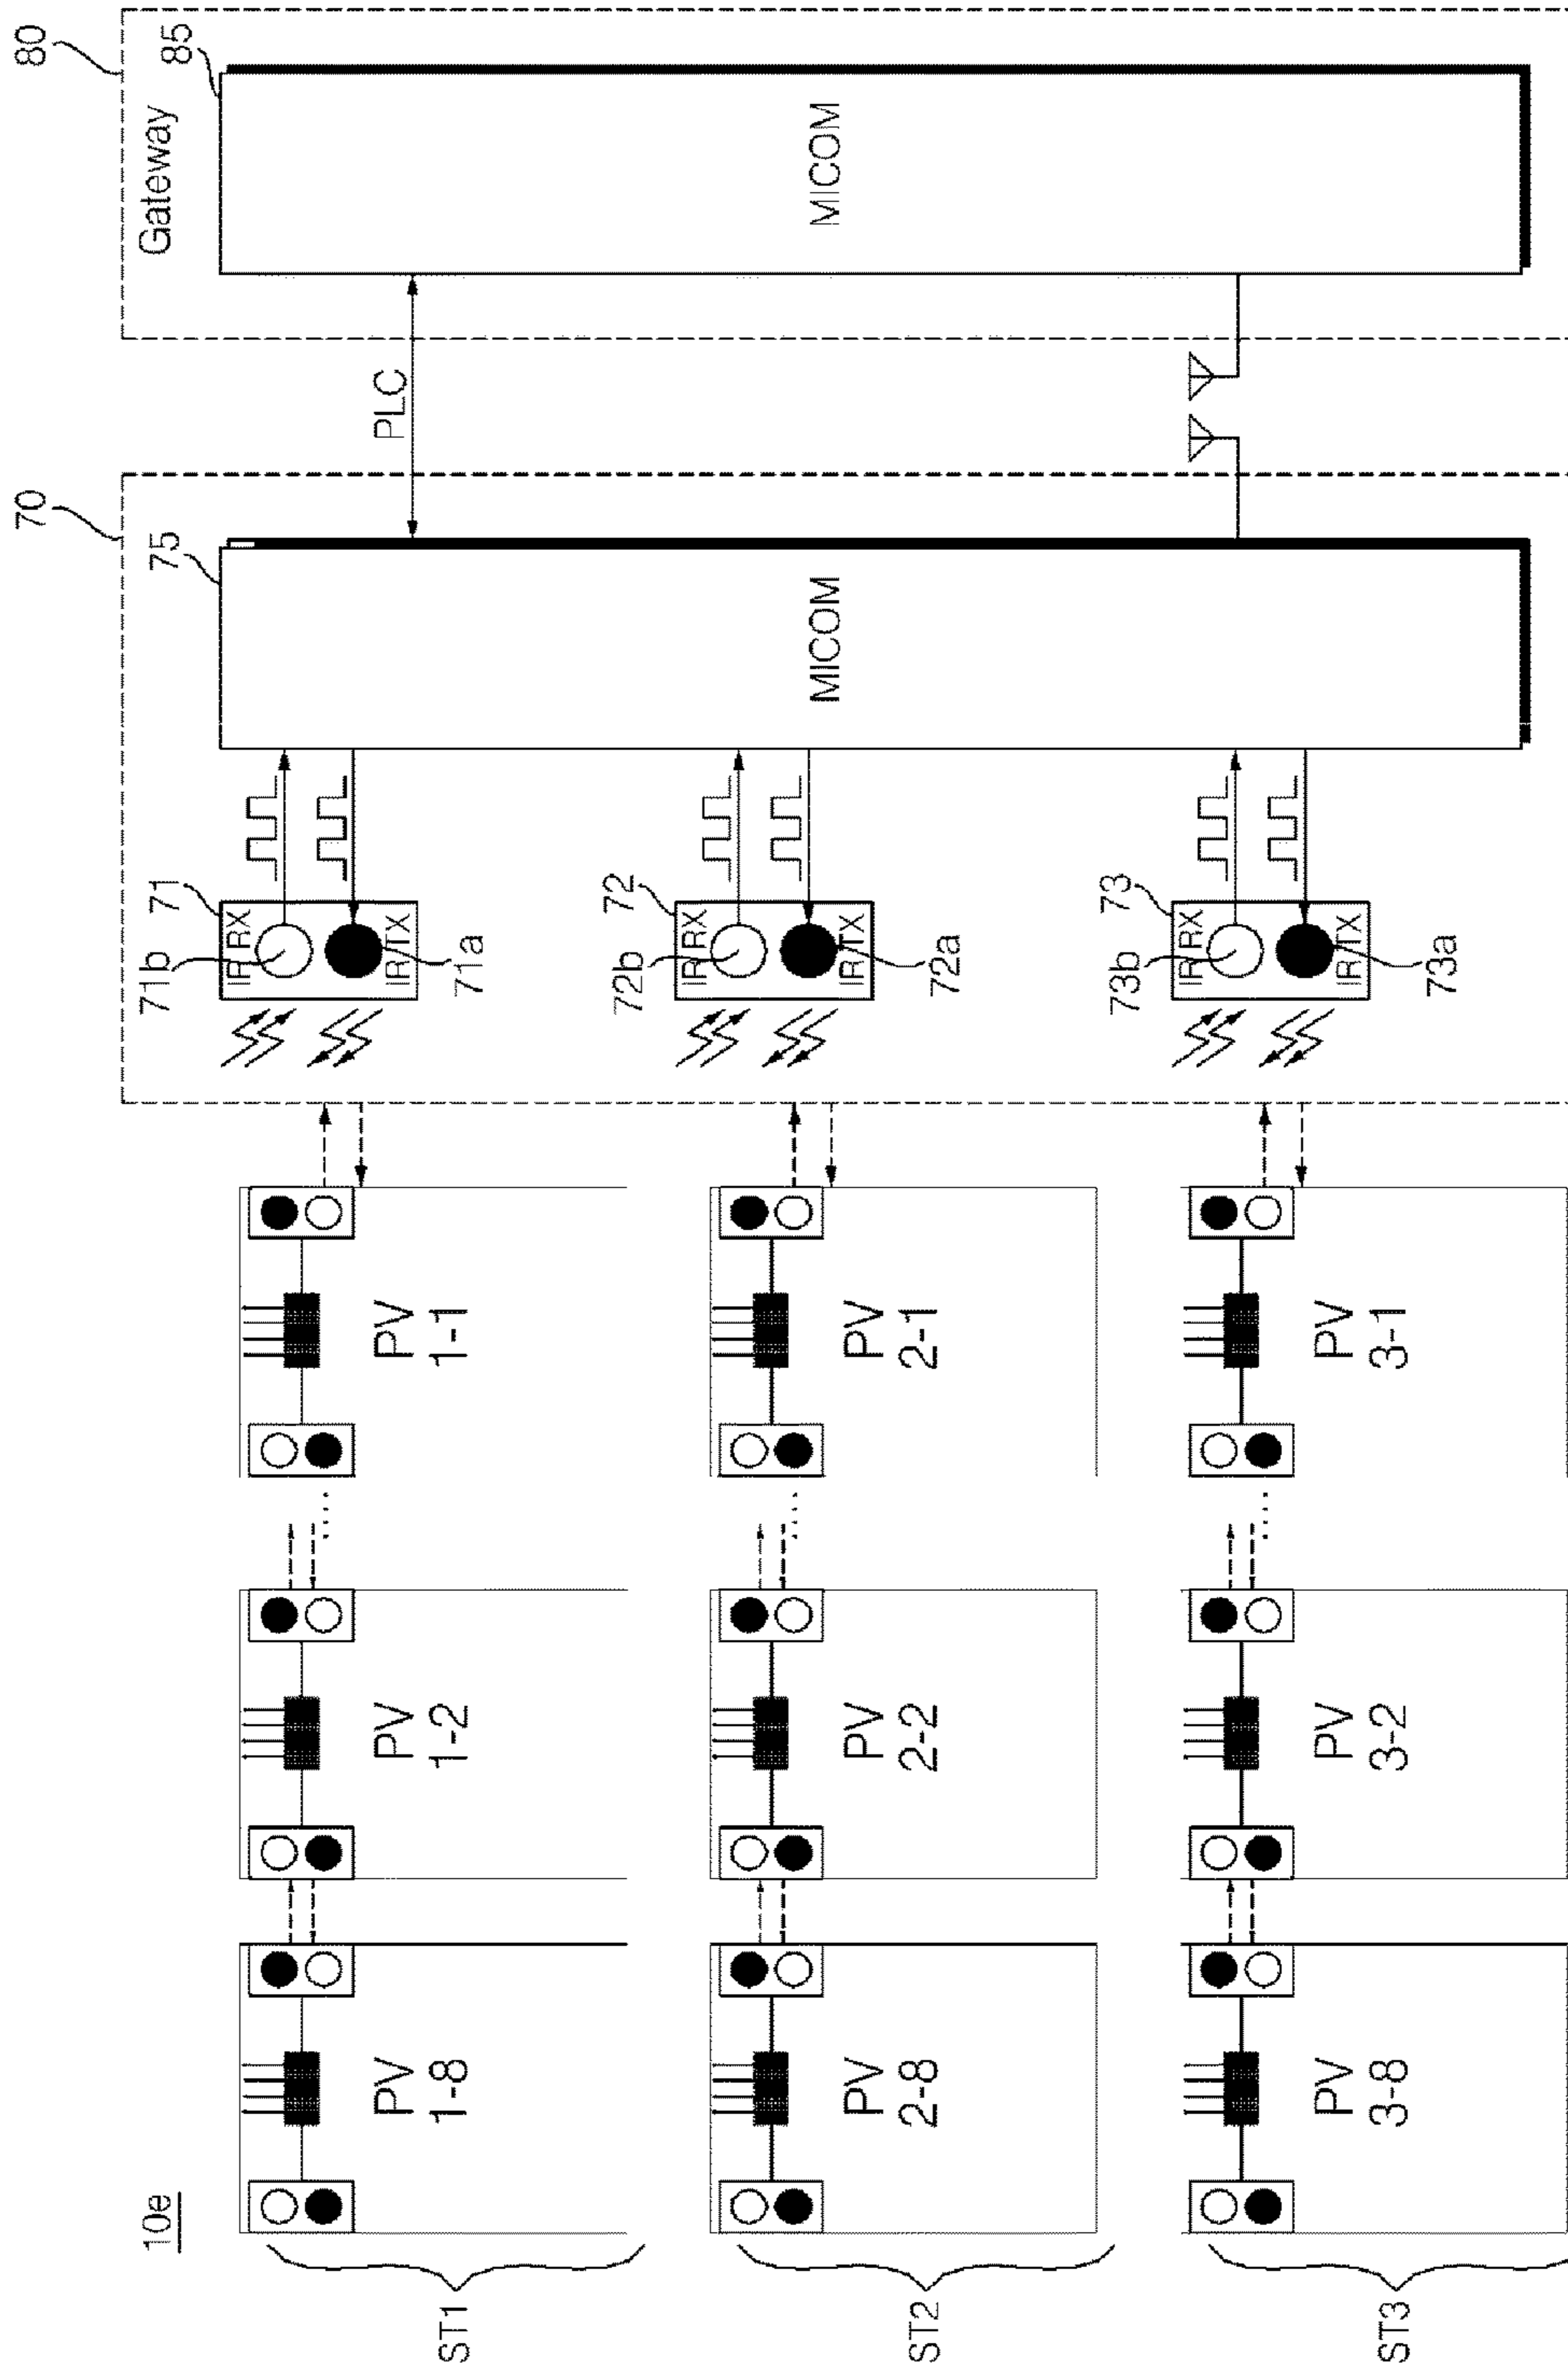 10e
ST1
PV
1-8
PV
1-2
....
PV
1-1
ST2
PV
2-8
PV
2-2
....
PV
2-1
ST3
PV
3-8
PV
3-2
....
PV
3-1
70
71b
71
IR RX
IR TX
71a
72b
72
IR RX
IR TX
72a
73b
73
IR RX
IR TX
73a
75
MICOM
PLC
80
Gateway
85
MICOM